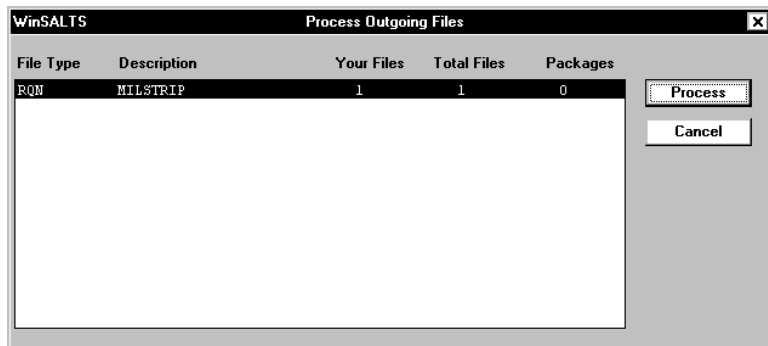 WinSALTS Process Outgoing Files
File Type Description Your Files Total Files Packages
RQN MILSTRIP 1 1 0
Process
Cancel